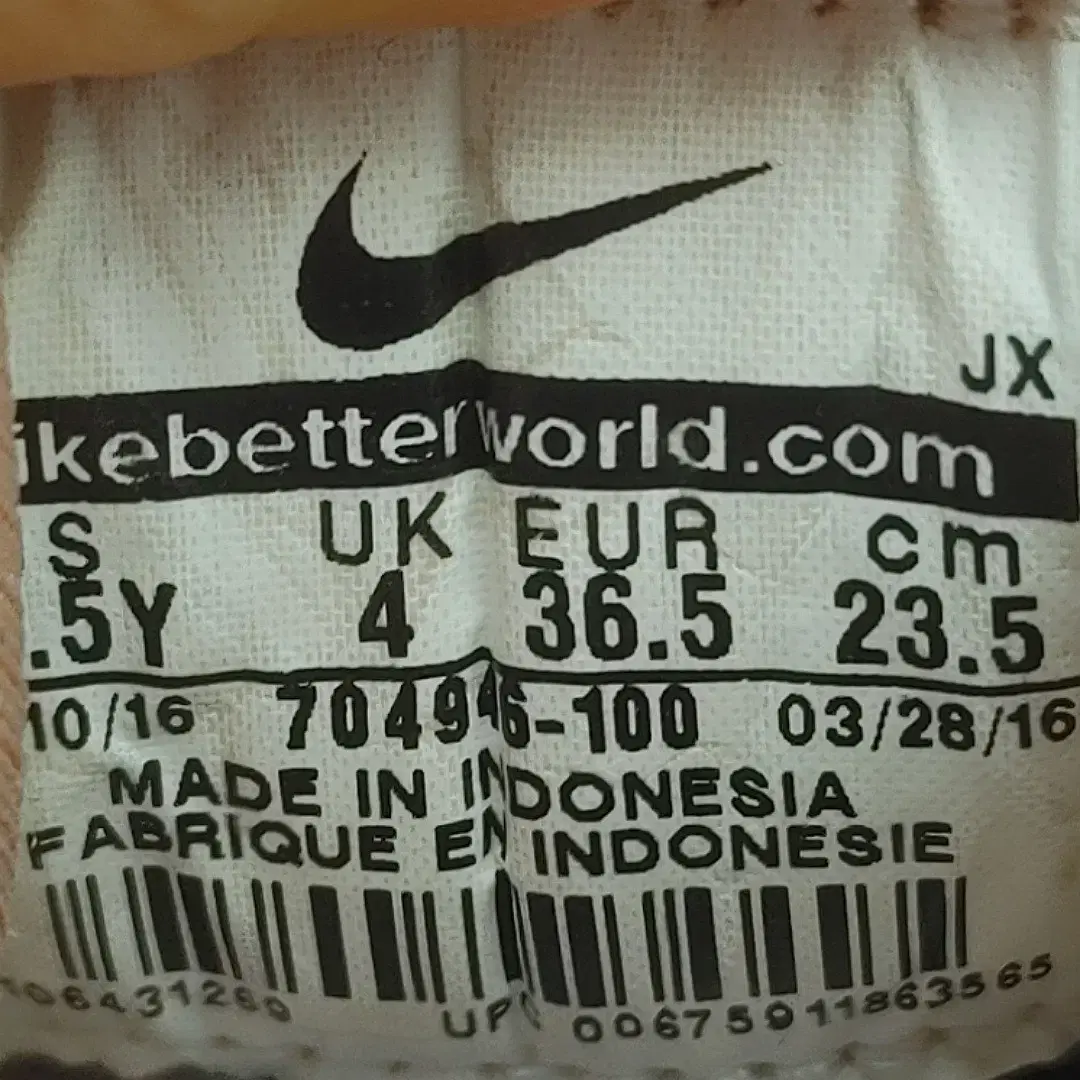 JX
ikebetterworld.com
S UK EUR cm
.5Y 4 36.5 23.5
10/16 704946-100 03/28/16
MADE IN INDONESIA
FABRIQUE EN INDONESIE
UPC 00675911863565